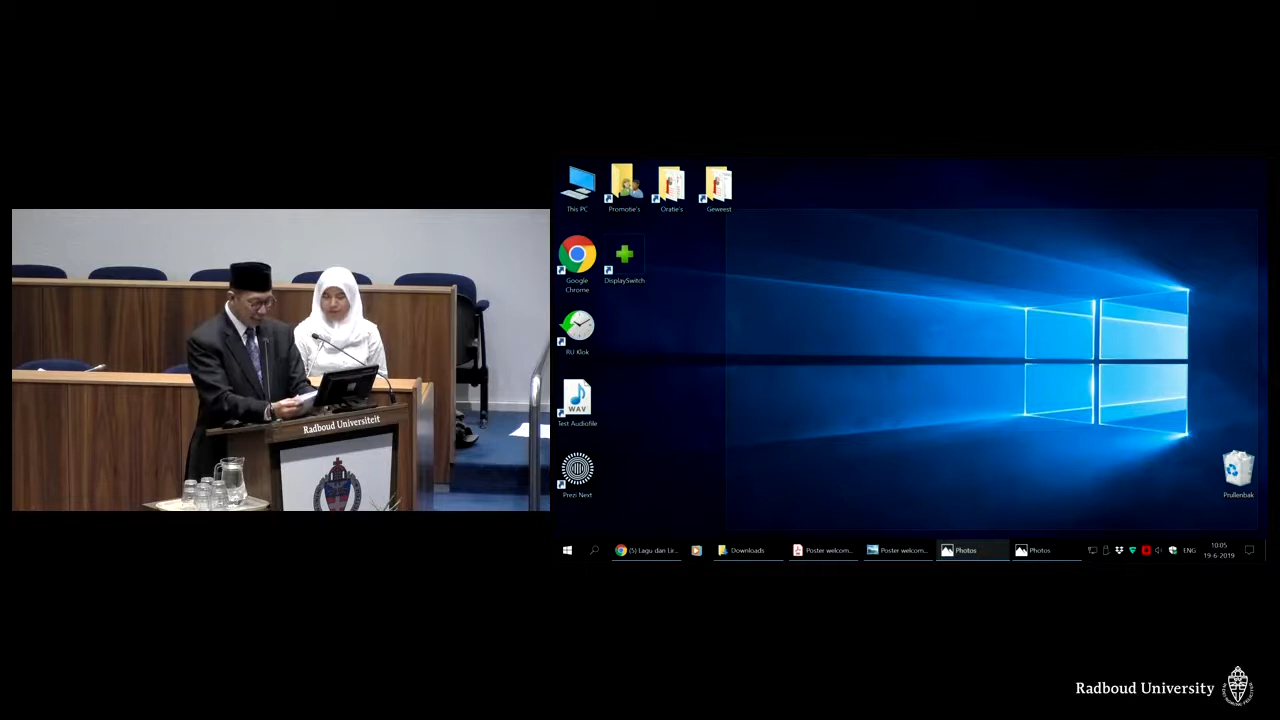 Radboud Universiteit
This PC
Promotie's
Oratie's
Geweest
Google
Chrome
DisplaySwitch
RU Klok
WAV
Test Audiofile
Prezi Next
Prullenbak
(5) Lagu dan Lir...
Downloads
Poster welcom...
Poster welcom...
Photos
Photos
ENG
10:05
19-6-2019
Radboud University